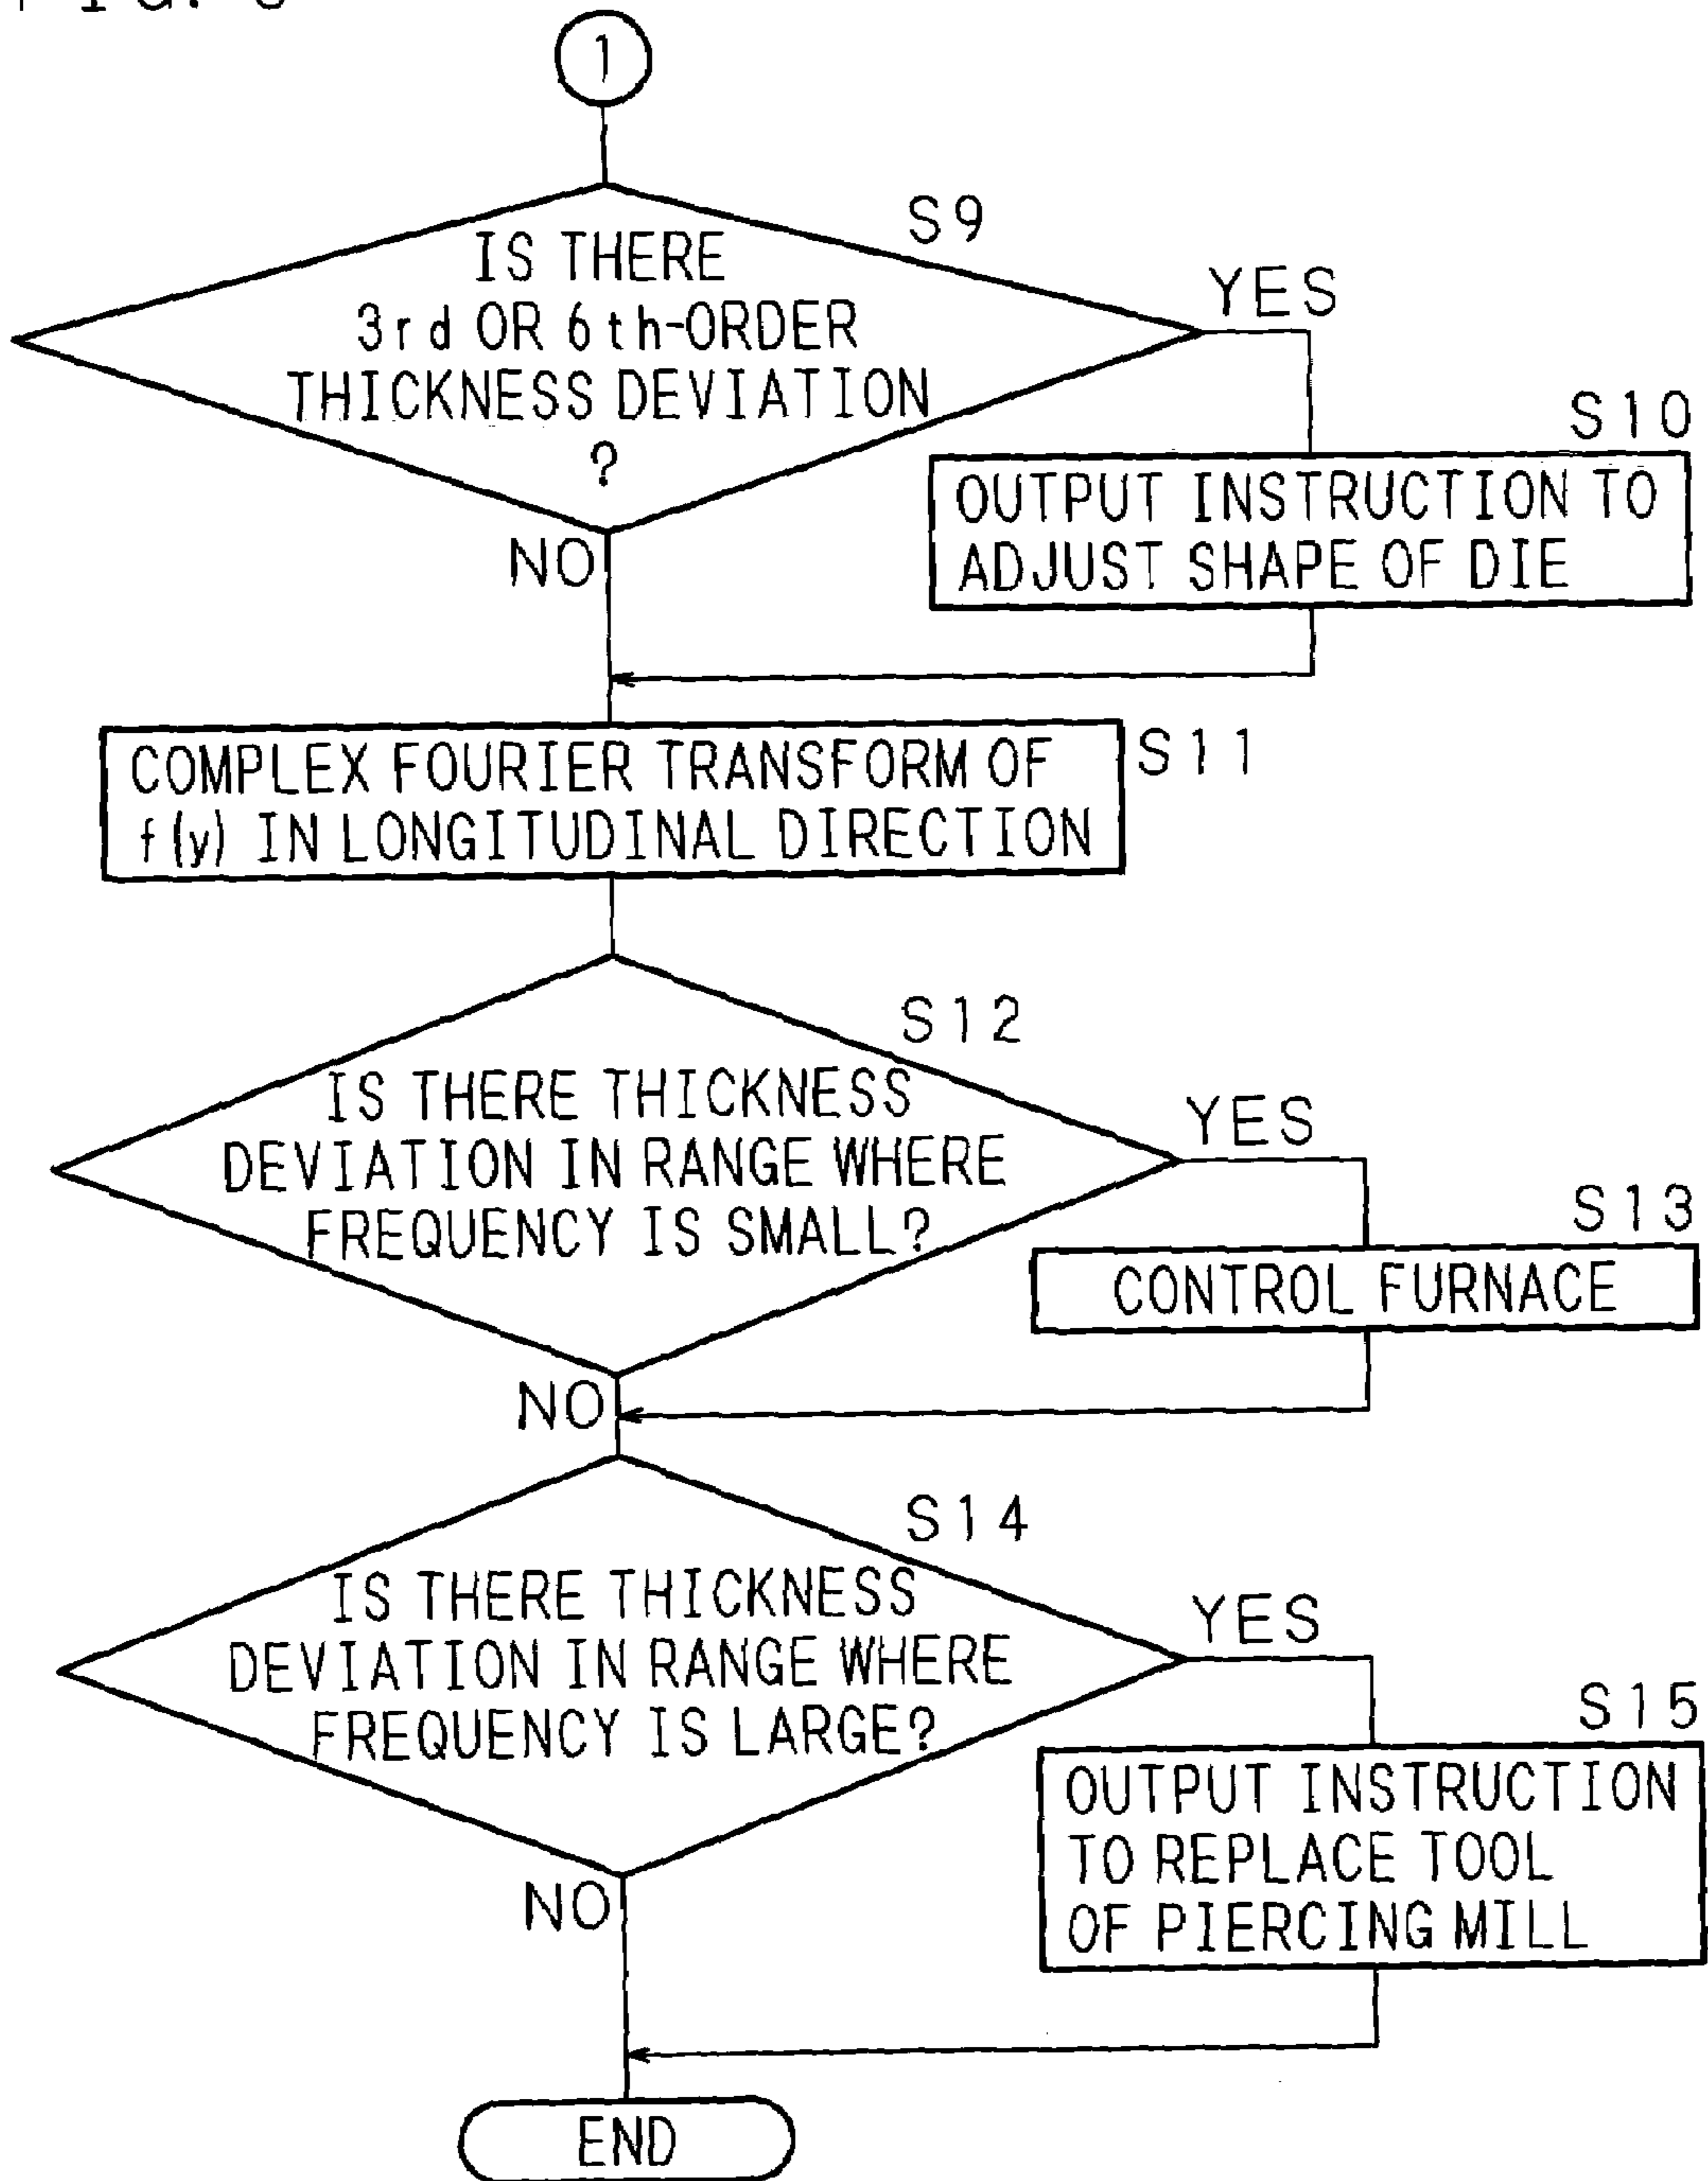 1
S9
IS THERE
3rd OR 6th-ORDER
THICKNESS DEVIATION
?
YES
NO
S10
OUTPUT INSTRUCTION TO
ADJUST SHAPE OF DIE
COMPLEX FOURIER TRANSFORM OF
f(y) IN LONGITUDINAL DIRECTION
S11
S12
IS THERE THICKNESS
DEVIATION IN RANGE WHERE
FREQUENCY IS SMALL?
YES
NO
S13
CONTROL FURNACE
S14
IS THERE THICKNESS
DEVIATION IN RANGE WHERE
FREQUENCY IS LARGE?
YES
NO
S15
OUTPUT INSTRUCTION
TO REPLACE TOOL
OF PIERCING MILL
END